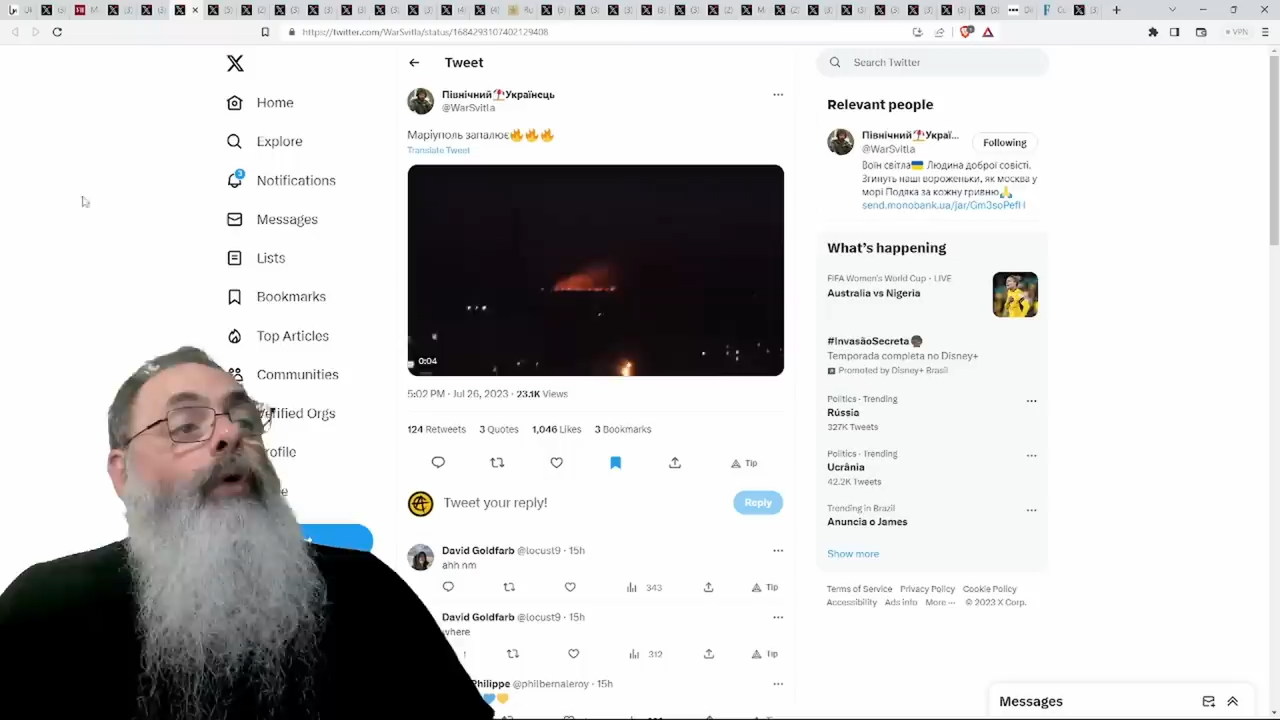 VPN
https://twitter.com/WarSvitla/status/1684293107402129408
Home
Explore
3
Notifications
Messages
Lists
Bookmarks
Top Articles
Communities
Verified Orgs
Tweet
Північний Українець
@WarSvitla
Маріуполь запалює🔥🔥🔥
Translate Tweet
0:04
5:02 PM · Jul 26, 2023 · 23.1K Views
124 Retweets 3 Quotes 1,046 Likes 3 Bookmarks
Tip
Tweet your reply!
Reply
David Goldfarb @locust9 · 15h
ahh nm
343
Tip
David Goldfarb @locust9 · 15h
where
312
Tip
Philippe @philbernaleroy · 15h
Search Twitter
Relevant people
Північний Украї...
@WarSvitla
Following
Воїн світла🇺🇦 Людина доброї совісті.
Згинуть наші вороженьки, як москва у
морі Подяка за кожну гривню🙏
What's happening
FIFA Women's World Cup · LIVE
Australia vs Nigeria
#InvasãoSecreta
Temporada completa no Disney+
Promoted by Disney+ Brasil
Politics · Trending
Rússia
327K Tweets
Politics · Trending
Ucrânia
42.2K Tweets
Trending in Brazil
Anuncia o James
Show more
Terms of Service Privacy Policy Cookie Policy
Accessibility Ads info More ··· © 2023 X Corp.
Messages